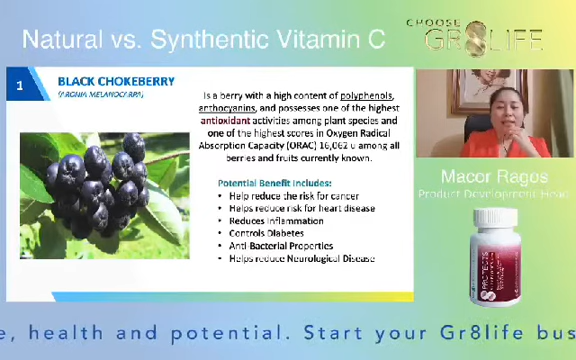 Natural vs. Synthentic Vitamin C
CHOOSE
GR8LIFE
1
BLACK CHOKEBERRY
Is a berry with a high content of polyphenols,
anthocyanins, and possesses one of the highest
antioxidant activities among plant species and
one of the highest scores in Oxygen Radical
Absorption Capacity (ORAC) 16,062 u among all
berries and fruits currently known.
Potential Benefit Includes:
• Help reduce the risk for cancer
• Helps reduce risk for heart disease
• Reduces Inflammation
• Controls Diabetes
• Anti-Bacterial Properties
• Helps reduce Neurological Disease
Macor Ragos
Product Development Head
PROTECT8
e, health and potential. Start your Gr8life bus